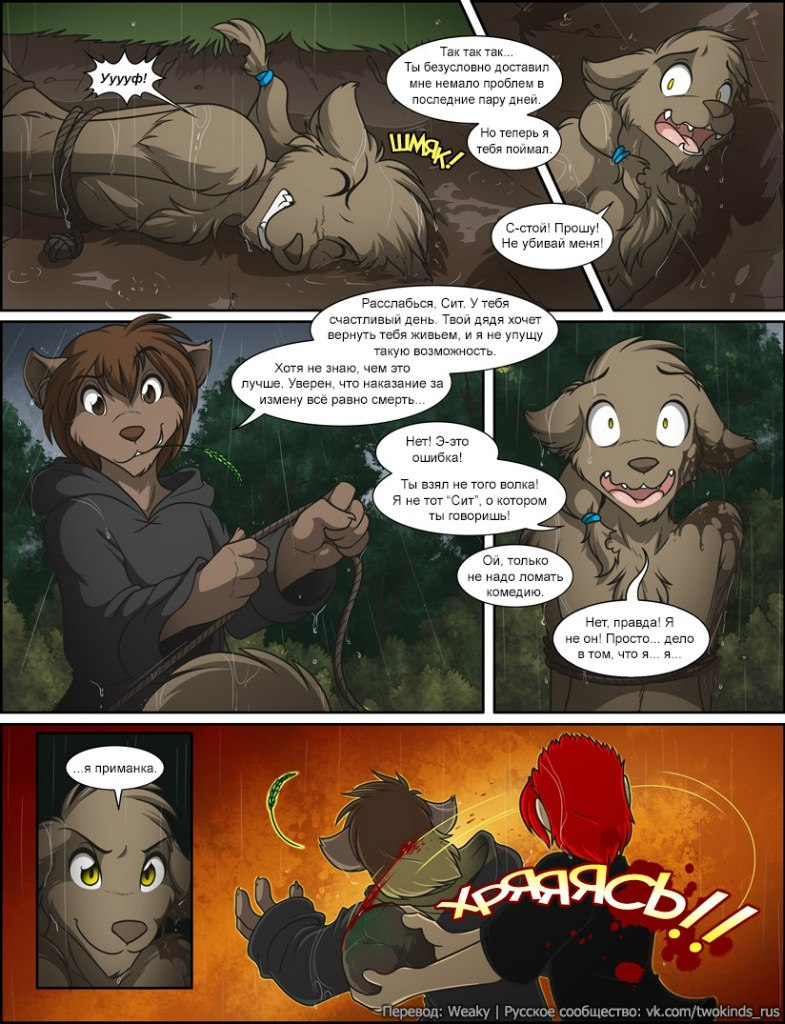 Ууууф!
Так так так...
Ты безусловно доставил
мне немало проблем в
последние пару дней.
Но теперь я
тебя поймал.
ШМЯК!
С-стой! Прошу!
Не убивай меня!
Расслабься, Сит. У тебя
счастливый день. Твой дядя хочет
вернуть тебя живьем, и я не упущу
такую возможность.
Хотя не знаю, чем это
лучше. Уверен, что наказание за
измену всё равно смерть...
Нет! Э-это
ошибка!
Ты взял не того волка!
Я не тот “Сит”, о котором
ты говоришь!
Ой, только
не надо ломать
комедию.
Нет, правда! Я
не он! Просто... дело
в том, что я... я...
...я приманка.
ХРЯЯЯЯСЬ!!
Перевод: Weaky | Русское сообщество: vk.com/twokinds_rus